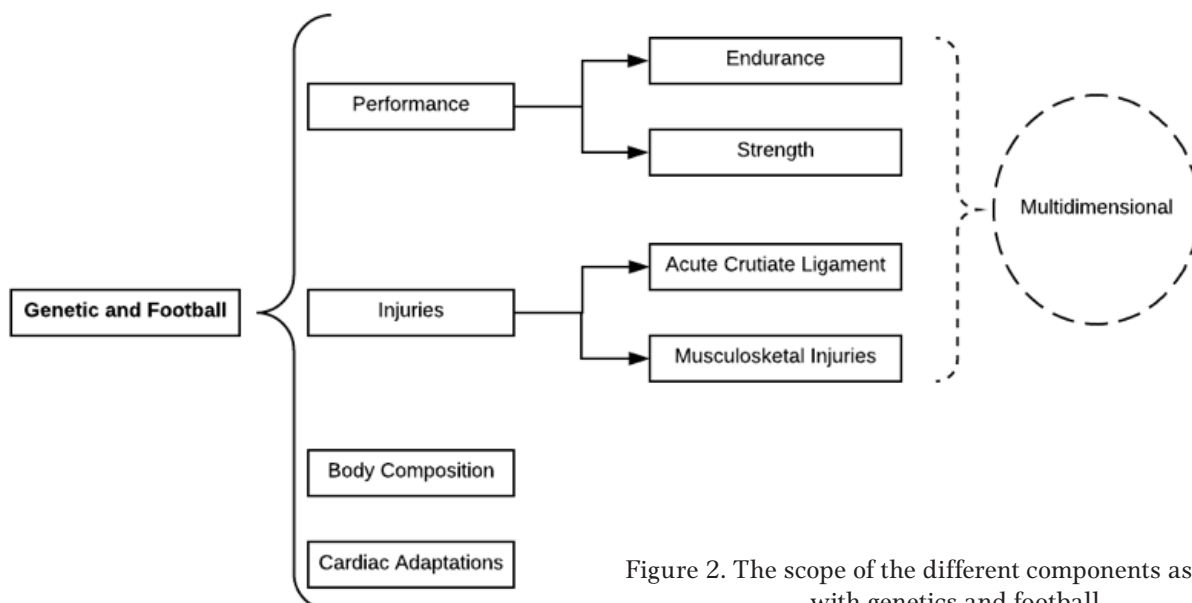 Endurance
Performance
Strength
Multidimensional
Acute Crutiate Ligament
Genetic and Football
Injuries
Musculosketal Injuries
Body Composition
Cardiac Adaptations
Figure 2. The scope of the different components as
with genetics and football